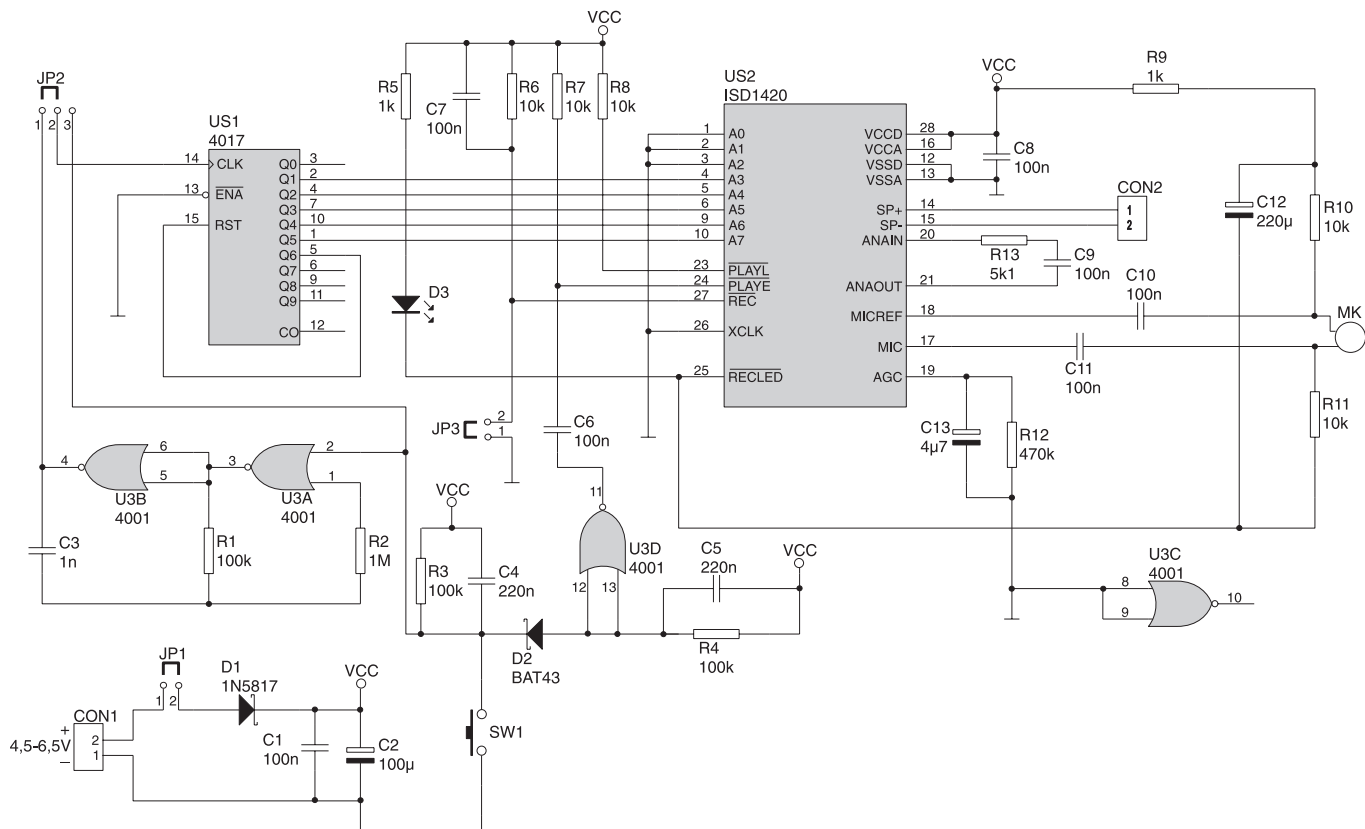 JP2
1 2 3
US1
4017
14 CLK
13 ENA
15 RST
Q0 3
Q1 2
Q2 4
Q3 7
Q4 10
Q5 1
Q6 5
Q7 6
Q8 9
Q9 11
CO 12
VCC
R5
1k
C7
100n
R6
10k
R7
10k
R8
10k
D3
US2
ISD1420
1 A0
2 A1
3 A2
4 A3
5 A4
6 A5
9 A6
10 A7
23 PLAYL
24 PLAYE
27 REC
26 XCLK
25 RECLED
VCCD 28
VCCA 16
VSSD 12
VSSA 13
SP+ 14
SP- 15
ANAIN 20
ANAOUT 21
MICREF 18
MIC 17
AGC 19
VCC
R9
1k
C8
100n
CON2
1
2
C12
220µ
R10
10k
R13
5k1
C9
100n
C10
100n
MK
C11
100n
R11
10k
C13
4µ7
R12
470k
JP3
2
1
C6
100n
4
U3B
4001
6
5
3
U3A
4001
2
1
C3
1n
R1
100k
R2
1M
VCC
R3
100k
C4
220n
11
U3D
4001
12 13
C5
220n
VCC
R4
100k
D2
BAT43
U3C
4001
8
9
10
JP1
1 2
D1
1N5817
VCC
CON1
+
4,5-6,5V
–
2
1
C1
100n
C2
100µ
SW1